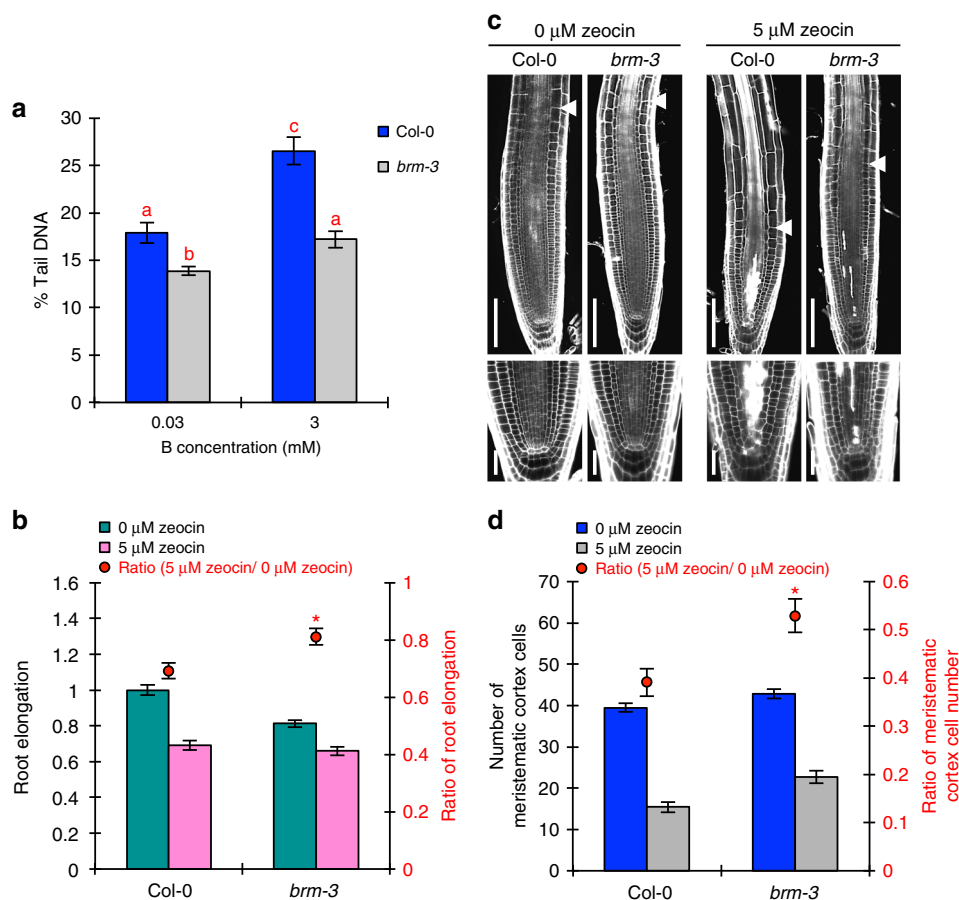 a
30
25
20
15
10
5
0
% Tail DNA
a
b
c
a
Col-0
brm-3
0.03
3
B concentration (mM)
c
0 µM zeocin
5 µM zeocin
Col-0
brm-3
Col-0
brm-3
b
0 µM zeocin
5 µM zeocin
Ratio (5 µM zeocin/ 0 µM zeocin)
1.6
1.4
1.2
1
0.8
0.6
0.4
0.2
0
Root elongation
*
1
0.8
0.6
0.4
0.2
0
Ratio of root elongation
Col-0
brm-3
d
0 µM zeocin
5 µM zeocin
Ratio (5 µM zeocin/ 0 µM zeocin)
70
60
50
40
30
20
10
0
Number of
meristematic cortex cells
*
0.6
0.5
0.4
0.3
0.2
0.1
0
Ratio of meristematic
cortex cell number
Col-0
brm-3